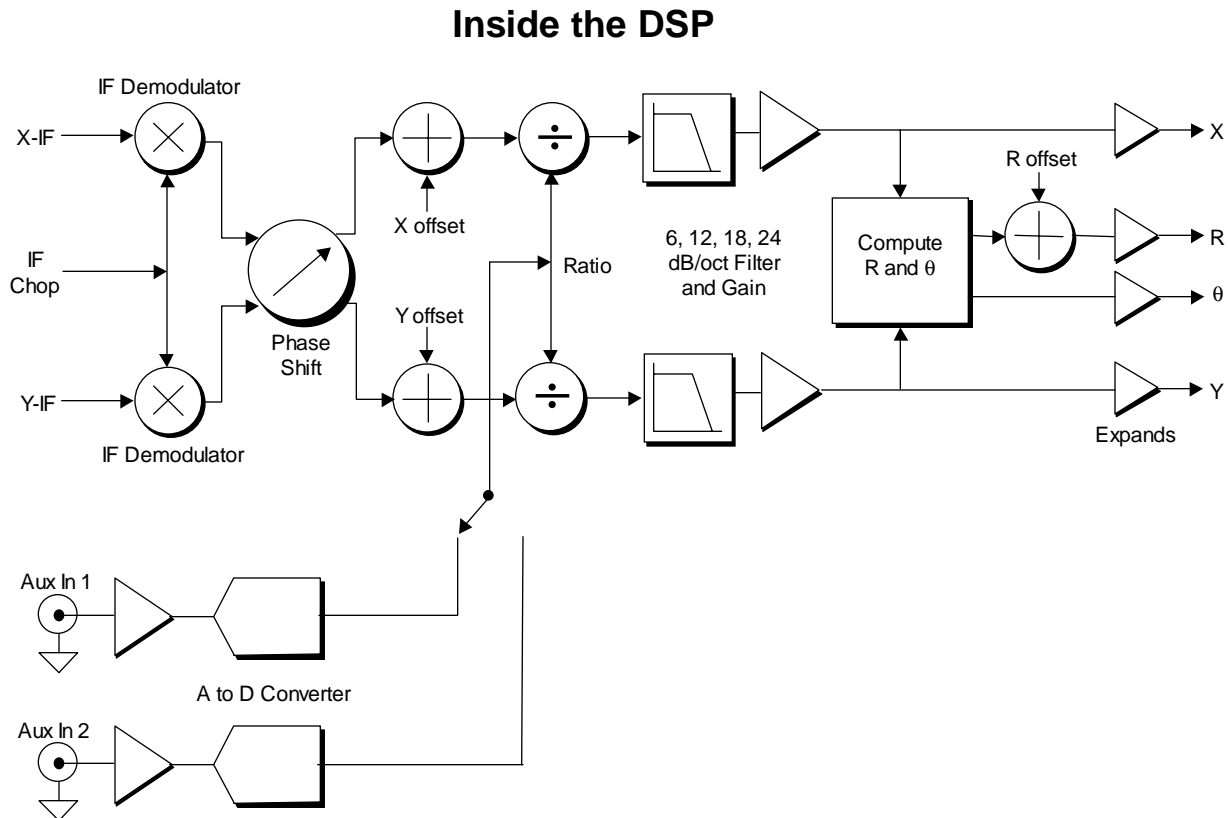 Inside the DSP
IF Demodulator
X-IF
X
R offset
X offset
6, 12, 18, 24
dB/oct Filter
and Gain
Compute
R and θ
R
IF
Chop
Ratio
θ
Y offset
Phase
Shift
Y-IF
Y
IF Demodulator
Expands
Aux In 1
A to D Converter
Aux In 2